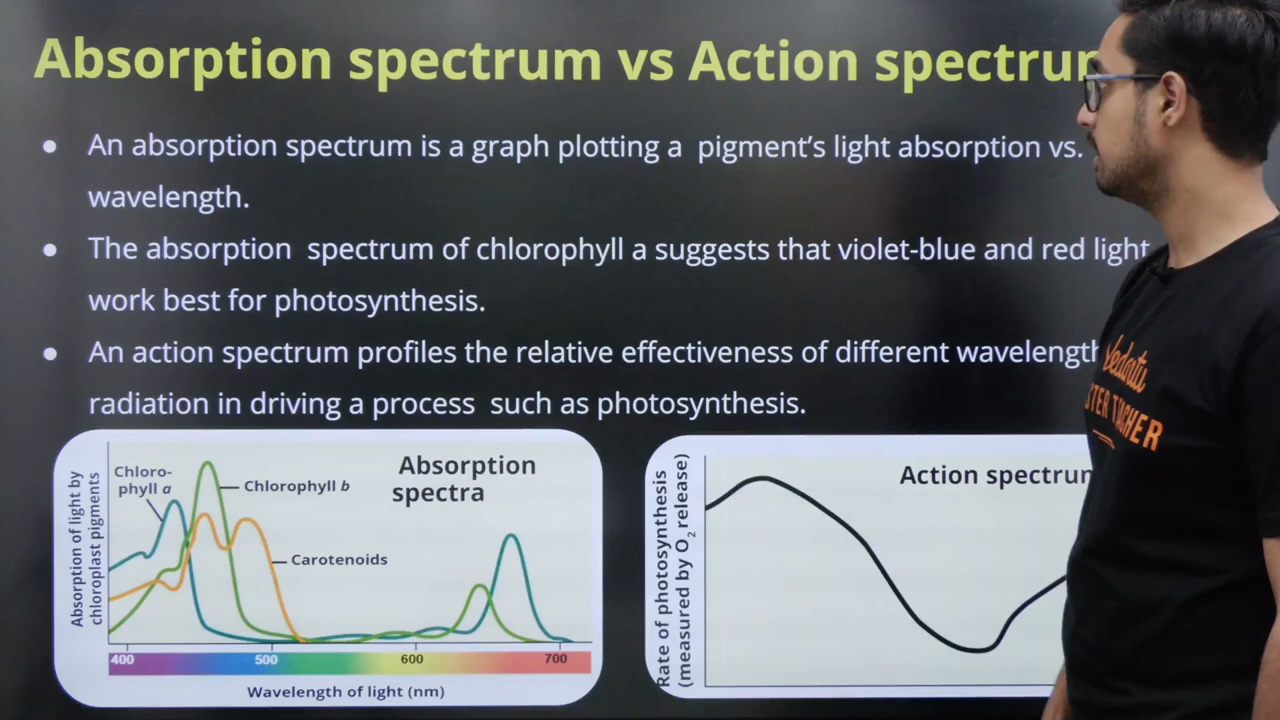 Absorption spectrum vs Action spectrum
• An absorption spectrum is a graph plotting a pigment's light absorption vs.
wavelength.
• The absorption spectrum of chlorophyll a suggests that violet-blue and red light
work best for photosynthesis.
• An action spectrum profiles the relative effectiveness of different wavelength
radiation in driving a process such as photosynthesis.
Vedantu
STER TEACHER
Absorption of light by
chloroplast pigments
Chloro-
phyll a
Chlorophyll b
Carotenoids
Absorption
spectra
400 500 600 700
Wavelength of light (nm)
Rate of photosynthesis
(measured by O2 release)
Action spectrum